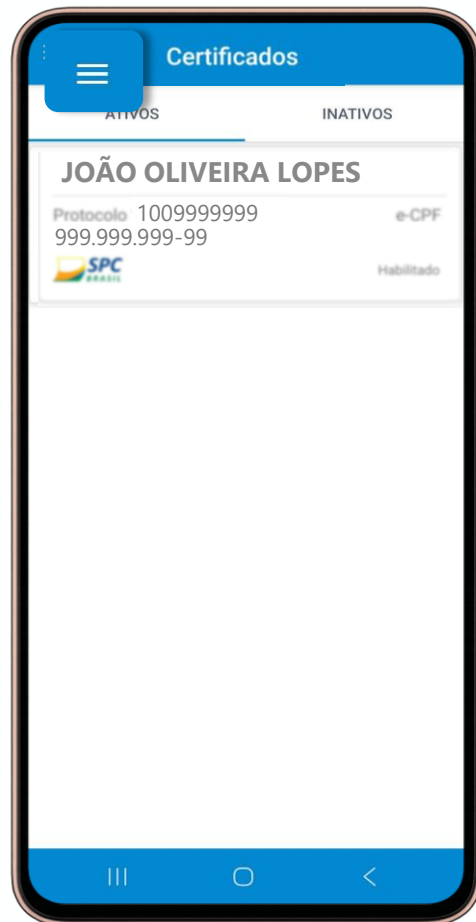 Certificados
ATIVOS
INATIVOS
JOÃO OLIVEIRA LOPES
Protocolo 1009999999
e-CPF
999.999.999-99
SPC
BRASIL
Habilitado